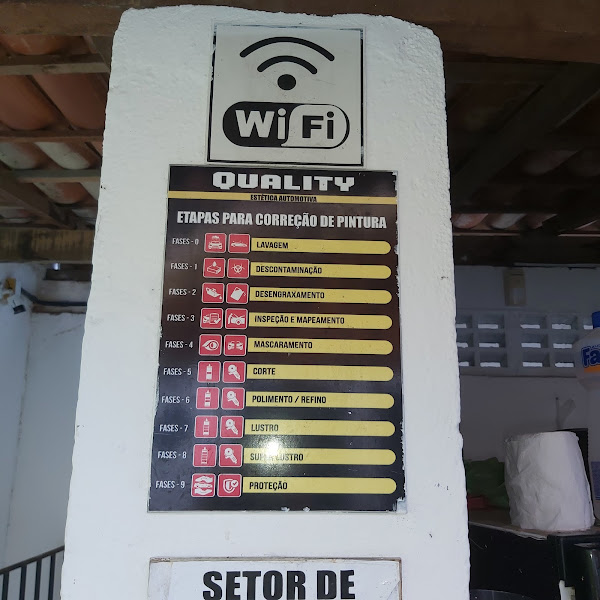 WiFi
QUALITY
ESTÉTICA AUTOMOTIVA
ETAPAS PARA CORREÇÃO DE PINTURA
FASES - 0 LAVAGEM
FASES - 1 DESCONTAMINAÇÃO
FASES - 2 DESENGRAXAMENTO
FASES - 3 INSPEÇÃO E MAPEAMENTO
FASES - 4 MASCARAMENTO
FASES - 5 CORTE
FASES - 6 POLIMENTO / REFINO
FASES - 7 LUSTRO
FASES - 8 SUPER LUSTRO
FASES - 9 PROTEÇÃO
SETOR DE